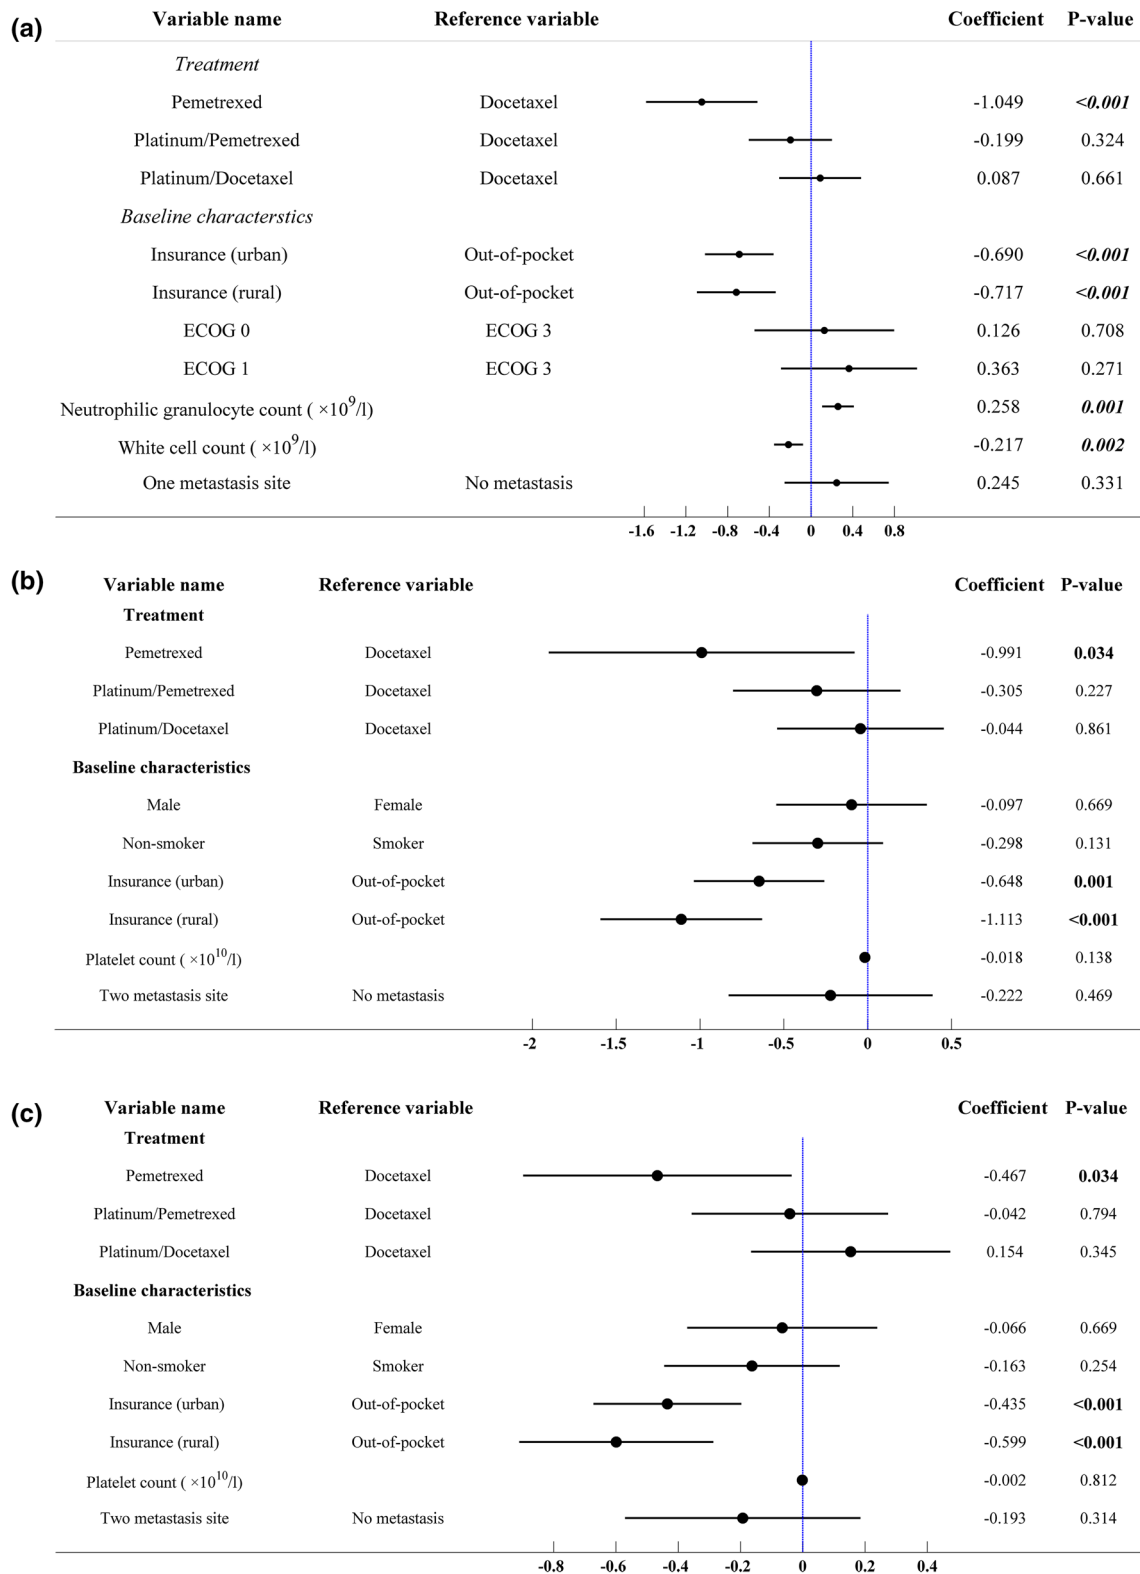 (a) Variable name Reference variable Coefficient P-value
Treatment
Pemetrexed Docetaxel -1.049 <0.001
Platinum/Pemetrexed Docetaxel -0.199 0.324
Platinum/Docetaxel Docetaxel 0.087 0.661
Baseline characterstics
Insurance (urban) Out-of-pocket -0.690 <0.001
Insurance (rural) Out-of-pocket -0.717 <0.001
ECOG 0 ECOG 3 0.126 0.708
ECOG 1 ECOG 3 0.363 0.271
Neutrophilic granulocyte count ( ×10^9/l) 0.258 0.001
White cell count ( ×10^9/l) -0.217 0.002
One metastasis site No metastasis 0.245 0.331
-1.6 -1.2 -0.8 -0.4 0 0.4 0.8
(b) Variable name Reference variable Coefficient P-value
Treatment
Pemetrexed Docetaxel -0.991 0.034
Platinum/Pemetrexed Docetaxel -0.305 0.227
Platinum/Docetaxel Docetaxel -0.044 0.861
Baseline characteristics
Male Female -0.097 0.669
Non-smoker Smoker -0.298 0.131
Insurance (urban) Out-of-pocket -0.648 0.001
Insurance (rural) Out-of-pocket -1.113 <0.001
Platelet count ( ×10^10/l) -0.018 0.138
Two metastasis site No metastasis -0.222 0.469
-2 -1.5 -1 -0.5 0 0.5
(c) Variable name Reference variable Coefficient P-value
Treatment
Pemetrexed Docetaxel -0.467 0.034
Platinum/Pemetrexed Docetaxel -0.042 0.794
Platinum/Docetaxel Docetaxel 0.154 0.345
Baseline characteristics
Male Female -0.066 0.669
Non-smoker Smoker -0.163 0.254
Insurance (urban) Out-of-pocket -0.435 <0.001
Insurance (rural) Out-of-pocket -0.599 <0.001
Platelet count ( ×10^10/l) -0.002 0.812
Two metastasis site No metastasis -0.193 0.314
-0.8 -0.6 -0.4 -0.2 0 0.2 0.4